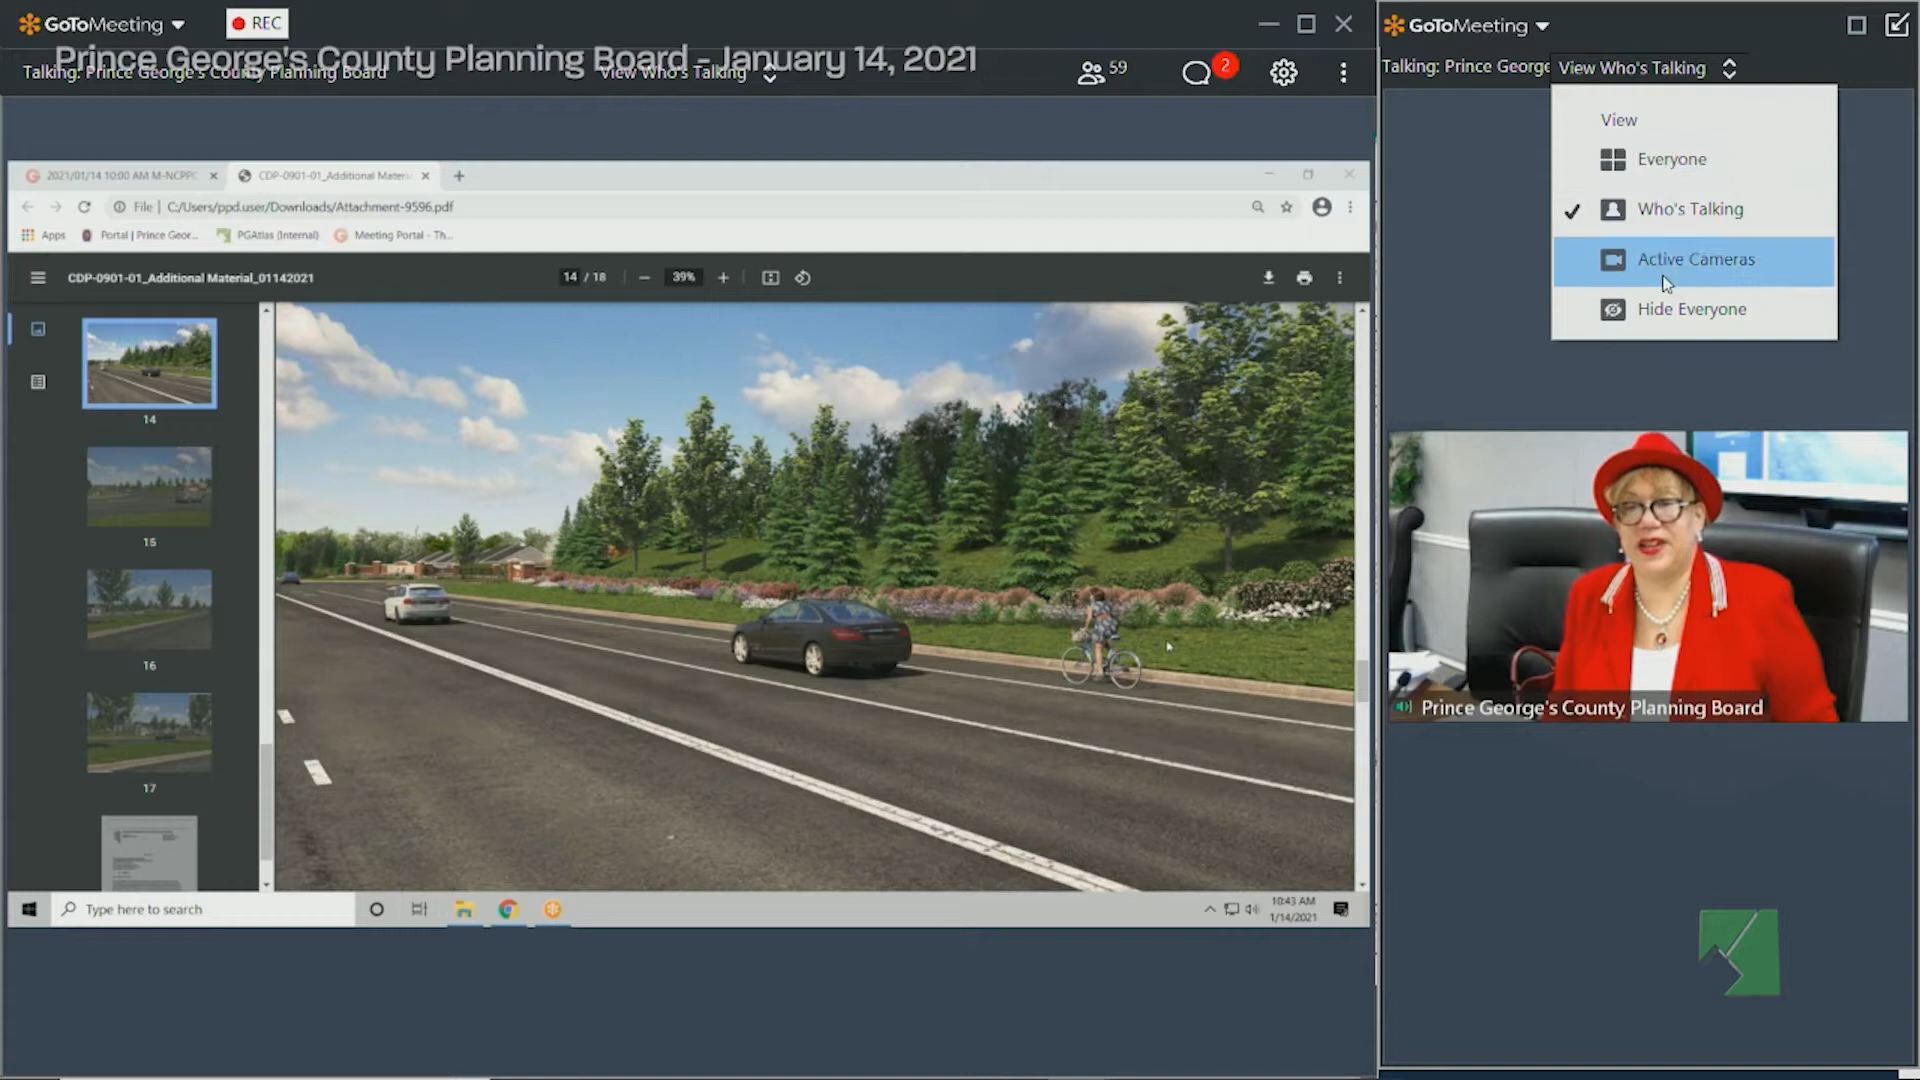 GoToMeeting
REC
Prince George's County Planning Board - January 14, 2021
Talking: Prince George's County Planning Board
View Who's Talking
59
2
2021/01/14 10:00 AM M-NCPPC
CDP-0901-01_Additional Materi
File
C:/Users/ppd.user/Downloads/Attachment-9596.pdf
Apps
Portal | Prince Geor...
PGAtlas (Internal)
Meeting Portal - Th...
CDP-0901-01_Additional Material_01142021
14 / 18
39%
14
15
16
17
Type here to search
10:43 AM
1/14/2021
GoToMeeting
Talking: Prince George
View Who's Talking
View
Everyone
Who's Talking
Active Cameras
Hide Everyone
Prince George's County Planning Board